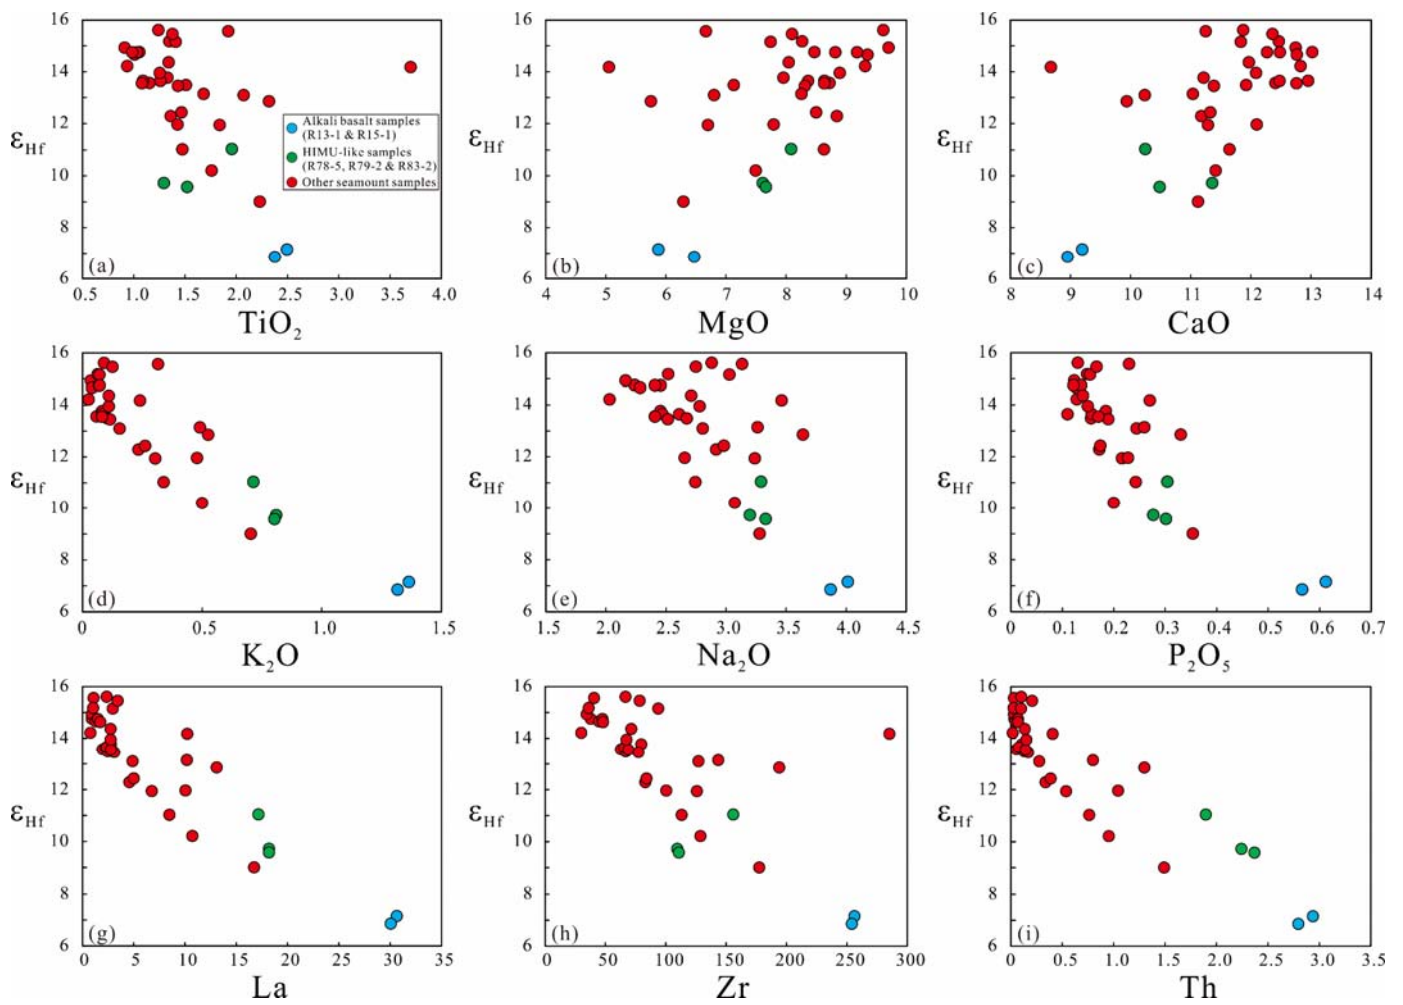 16
14
12
10
8
6
εHf
Alkali basalt samples
(R13-1 & R15-1)
HIMU-like samples
(R78-5, R79-2 & R83-2)
Other seamount samples
(a)
0.5 1.0 1.5 2.0 2.5 3.0 3.5 4.0
TiO₂
16
14
12
10
8
6
εHf
(b)
4 5 6 7 8 9 10
MgO
16
14
12
10
8
6
εHf
(c)
8 9 10 11 12 13 14
CaO
16
14
12
10
8
6
εHf
(d)
0 0.5 1.0 1.5
K₂O
16
14
12
10
8
6
εHf
(e)
1.5 2.0 2.5 3.0 3.5 4.0 4.5
Na₂O
16
14
12
10
8
6
εHf
(f)
0 0.1 0.2 0.3 0.4 0.5 0.6 0.7
P₂O₅
16
14
12
10
8
6
εHf
(g)
0 5 10 15 20 25 30 35
La
16
14
12
10
8
6
εHf
(h)
0 50 100 150 200 250 300
Zr
16
14
12
10
8
6
εHf
(i)
0 0.5 1.0 1.5 2.0 2.5 3.0 3.5
Th